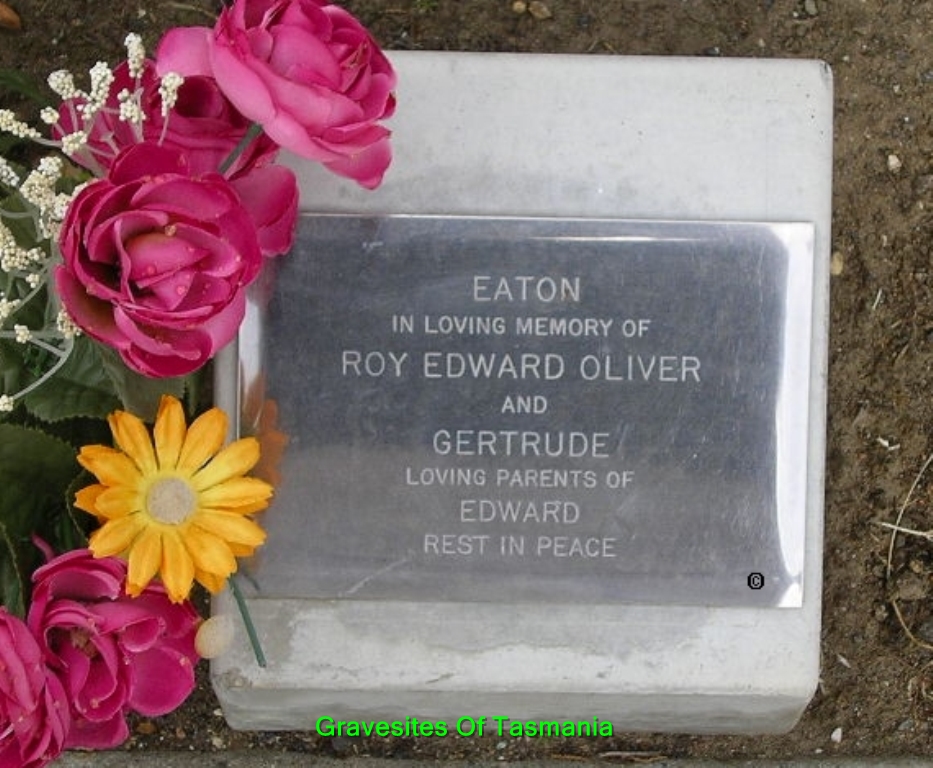 EATON
IN LOVING MEMORY OF
ROY EDWARD OLIVER
AND
GERTRUDE
LOVING PARENTS OF
EDWARD
REST IN PEACE
©
Gravesites Of Tasmania